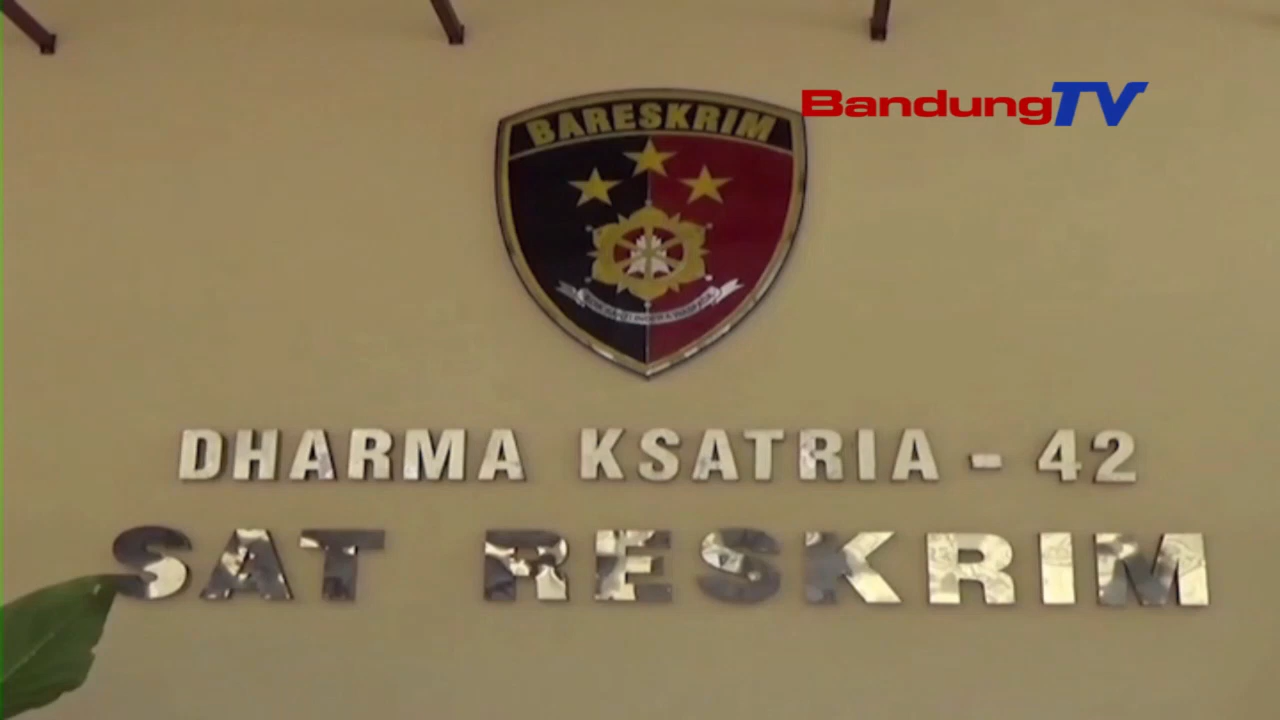 BandungTV
BARESKRIM
DHARMA KSATRIA - 42
SAT RESKRIM